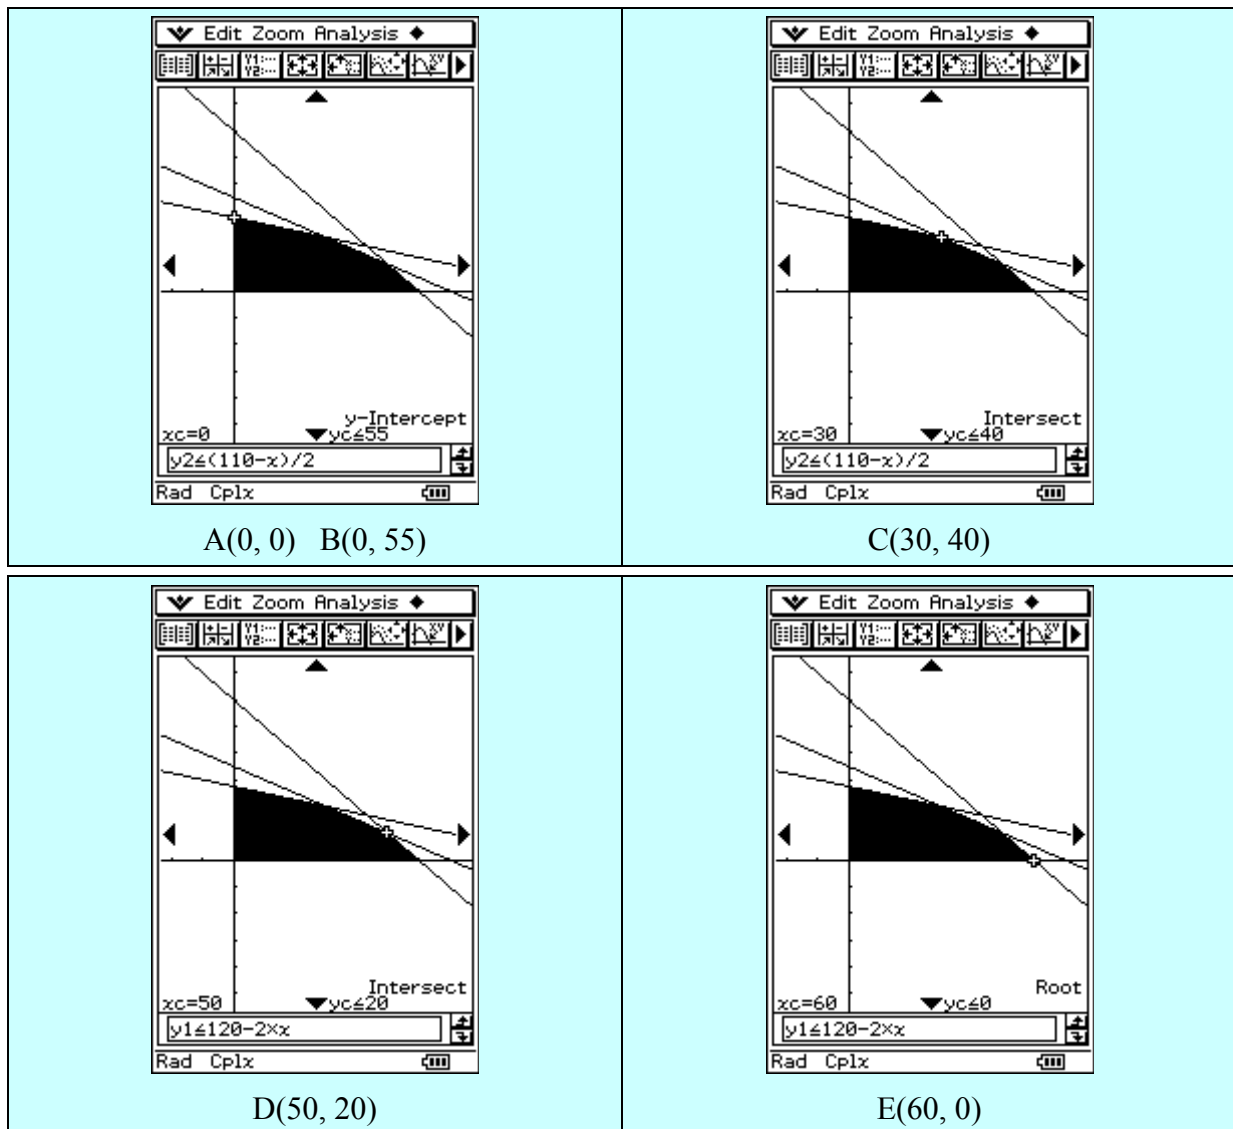 Edit Zoom Analysis
y-Intercept
xc=0 yc≤55
y2≤(110-x)/2
Rad Cplx
A(0, 0) B(0, 55)
Edit Zoom Analysis
Intersect
xc=30 yc≤40
y2≤(110-x)/2
Rad Cplx
C(30, 40)
Edit Zoom Analysis
Intersect
xc=50 yc≤20
y1≤120-2×x
Rad Cplx
D(50, 20)
Edit Zoom Analysis
Root
xc=60 yc≤0
y1≤120-2×x
Rad Cplx
E(60, 0)